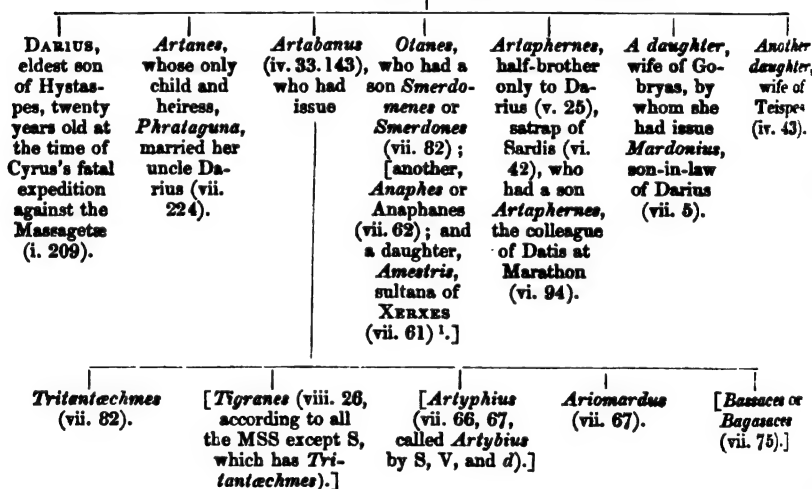 DARIUS,
eldest son
of Hystas-
pes, twenty
years old at
the time of
Cyrus's fatal
expedition
against the
Massagetæ
(i. 209).
Artanes,
whose only
child and
heiress,
Phrataguna,
married her
uncle Da-
rius (vii.
224).
Artabanus
(iv. 33. 143),
who had
issue
Otanes,
who had a
son Smerdo-
menes or
Smerdones
(vii. 82);
[another,
Anaphes or
Anaphanes
(vii. 62); and
a daughter,
Amestris,
sultana of
XERXES
(vii. 61) 1.]
Artaphernes,
half-brother
only to Da-
rius (v. 25),
satrap of
Sardis (vi.
42), who
had a son
Artaphernes,
the colleague
of Datis at
Marathon
(vi. 94).
A daughter,
wife of Go-
bryas, by
whom she
had issue
Mardonius,
son-in-law
of Darius
(vii. 5).
Another
daughter,
wife of
Teispes
(iv. 43).
Tritantæchmes
(vii. 82).
[Tigranes (viii. 26,
according to all
the MSS except S,
which has Tri-
tantæchmes).]
[Artyphius
(vii. 66, 67,
called Artybius
by S, V, and d).]
Ariomardus
(vii. 67).
[Bassaces or
Bagasaces
(vii. 75).]